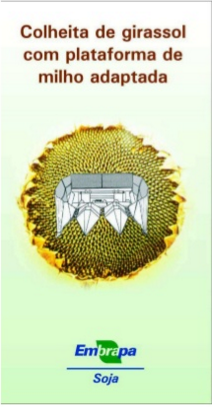 Colheita de girassol
com plataforma de
milho adaptada
Embrapa
Soja